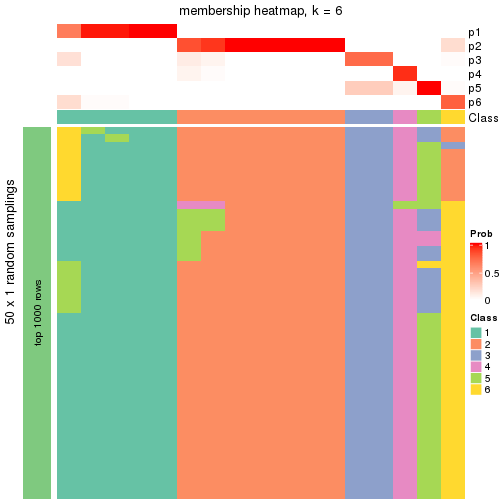 membership heatmap, k = 6
p1
p2
p3
p4
p5
p6
Class
50 x 1 random samplings
top 1000 rows
Prob
1
0.5
0
Class
1
2
3
4
5
6